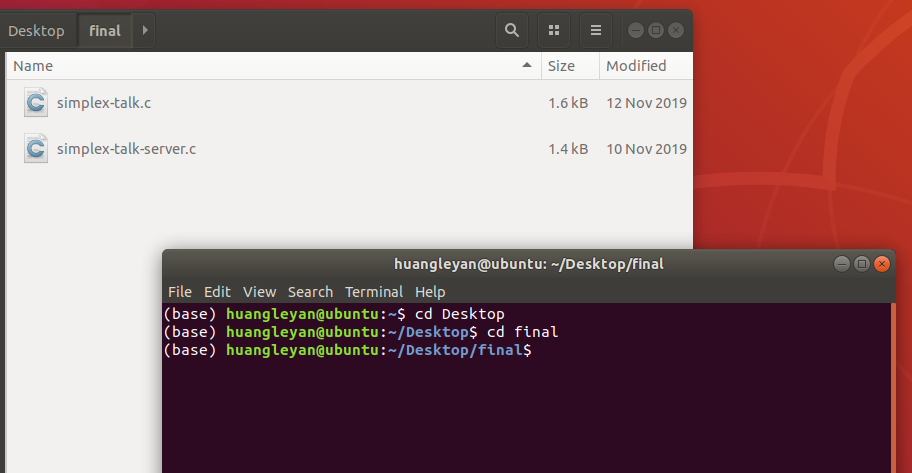 Desktop final
Name Size Modified
simplex-talk.c 1.6 kB 12 Nov 2019
simplex-talk-server.c 1.4 kB 10 Nov 2019
huangleyan@ubuntu: ~/Desktop/final
File Edit View Search Terminal Help
(base) huangleyan@ubuntu:~$ cd Desktop
(base) huangleyan@ubuntu:~/Desktop$ cd final
(base) huangleyan@ubuntu:~/Desktop/final$